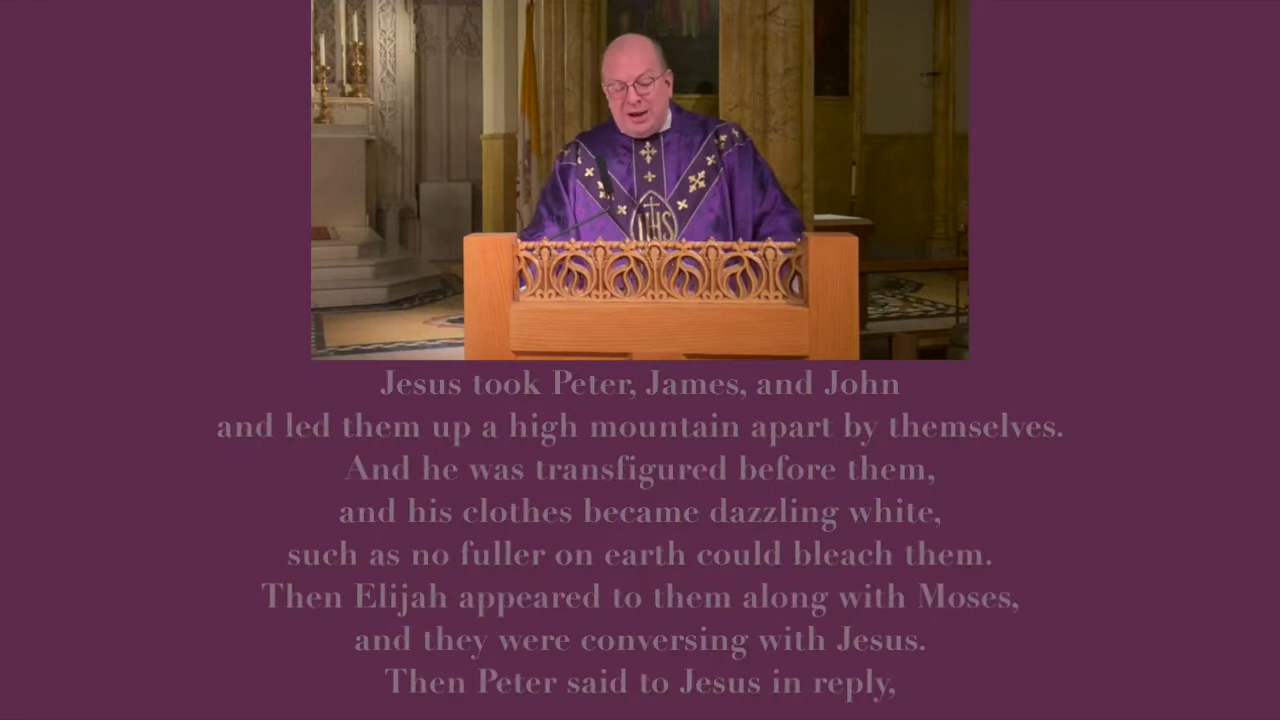 IHS
Jesus took Peter, James, and John
and led them up a high mountain apart by themselves.
And he was transfigured before them,
and his clothes became dazzling white,
such as no fuller on earth could bleach them.
Then Elijah appeared to them along with Moses,
and they were conversing with Jesus.
Then Peter said to Jesus in reply,